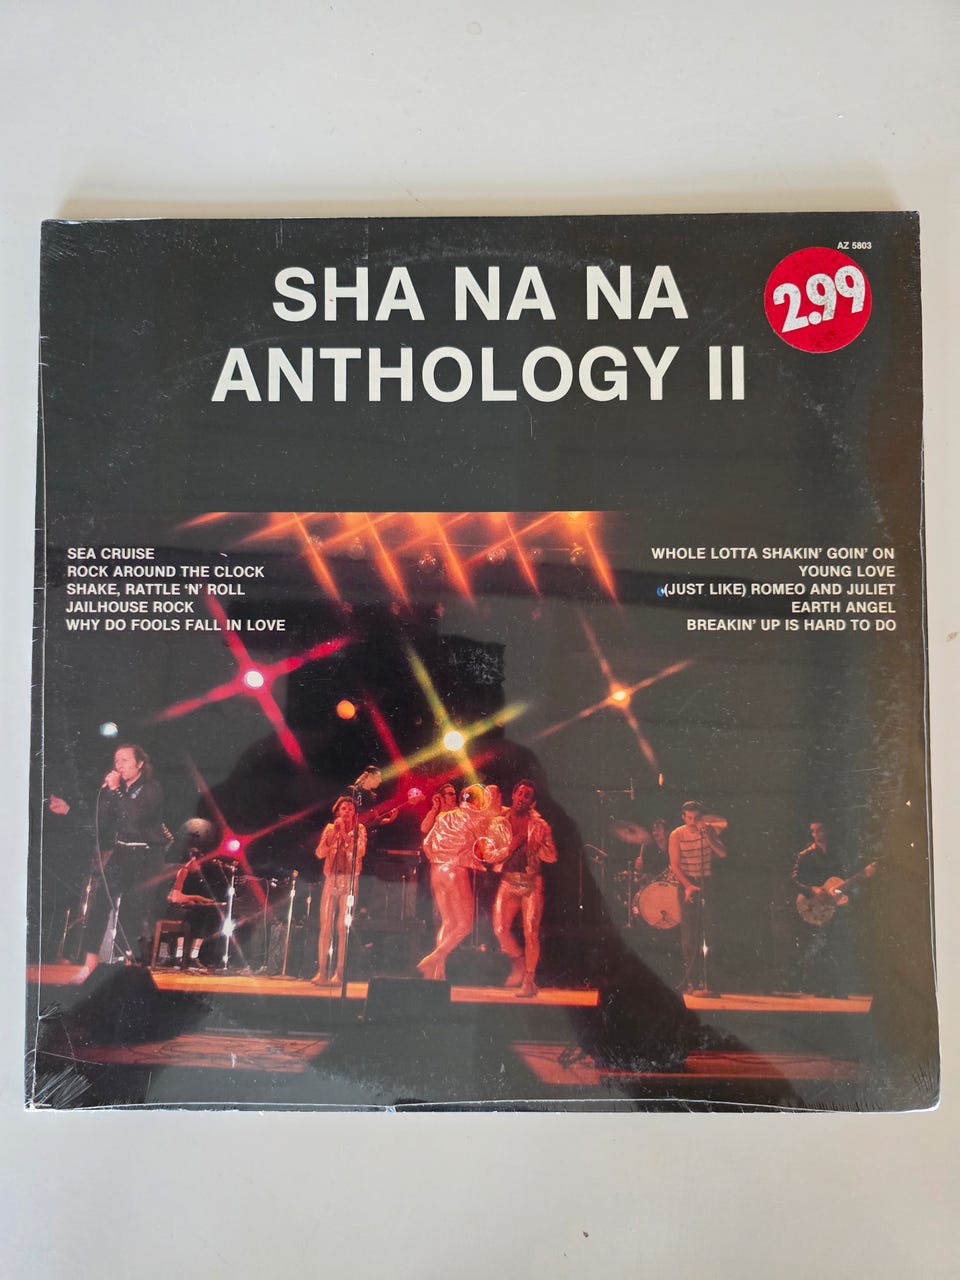 AZ 5803
SHA NA NA
2.99
ANTHOLOGY II
SEA CRUISE
ROCK AROUND THE CLOCK
SHAKE, RATTLE ‘N’ ROLL
JAILHOUSE ROCK
WHY DO FOOLS FALL IN LOVE
WHOLE LOTTA SHAKIN’ GOIN’ ON
YOUNG LOVE
(JUST LIKE) ROMEO AND JULIET
EARTH ANGEL
BREAKIN’ UP IS HARD TO DO